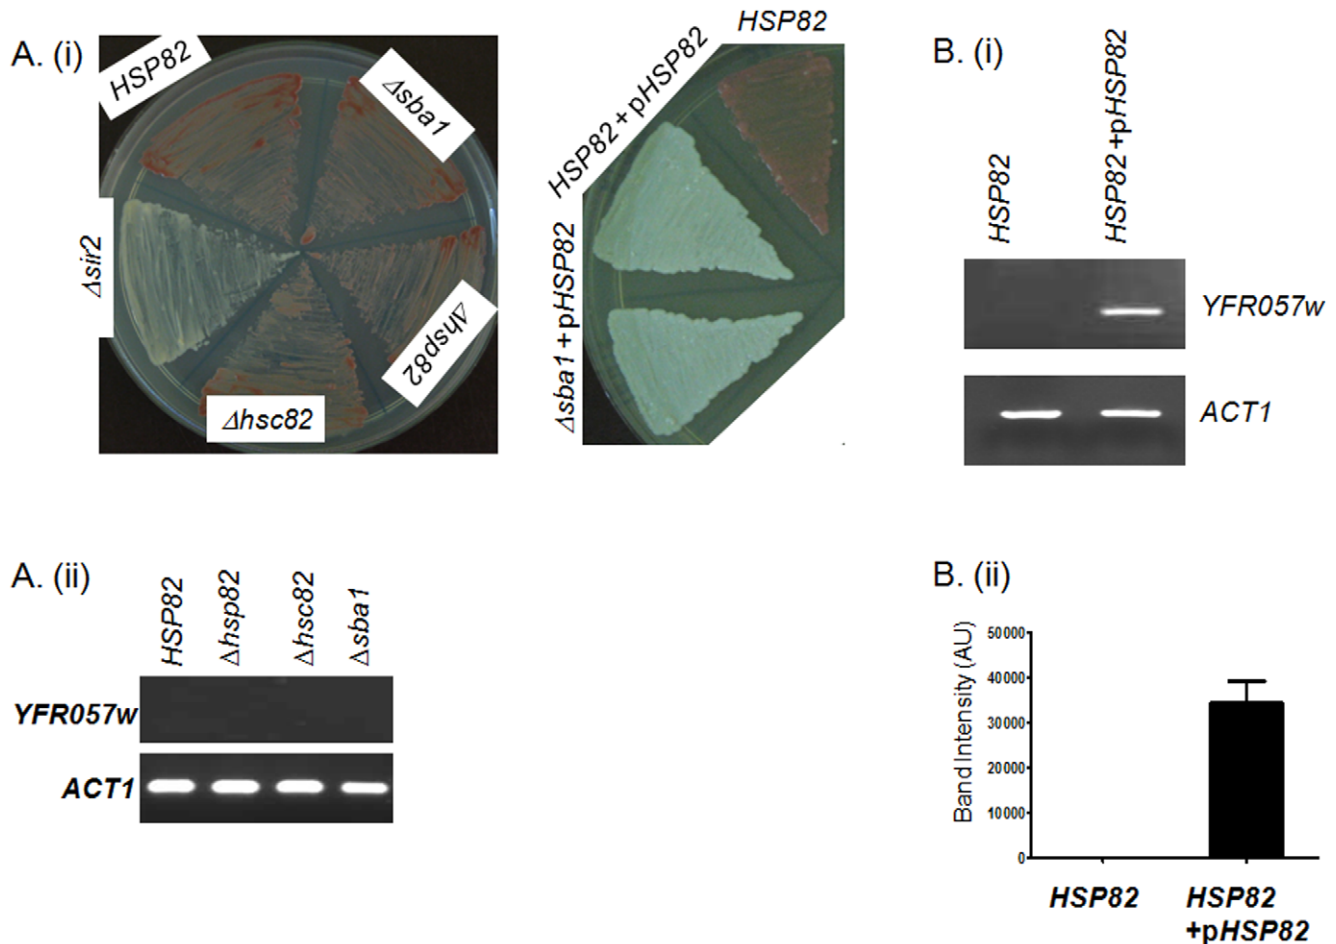 A. (i)
HSP82
Δsba1
Δsir2
Δhsp82
Δhsc82
HSP82
HSP82 + pHSP82
Δsba1 + pHSP82
B. (i)
HSP82
HSP82 +pHSP82
YFR057w
ACT1
A. (ii)
HSP82
Δhsp82
Δhsc82
Δsba1
YFR057w
ACT1
B. (ii)
Band Intensity (AU)
50000
40000
30000
20000
10000
0
HSP82
HSP82
+pHSP82